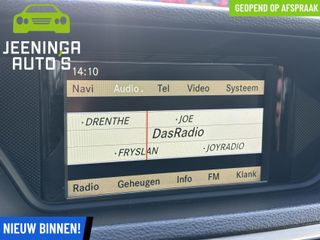 GEOPEND OP AFSPRAAK
JEENINGA
AUTO'S
14:10
Navi Audio Tel Video Systeem
·DRENTHE ·JOE
DasRadio
·FRYSLAN ·JOYRADIO
Radio Geheugen Info FM Klank
NIEUW BINNEN!